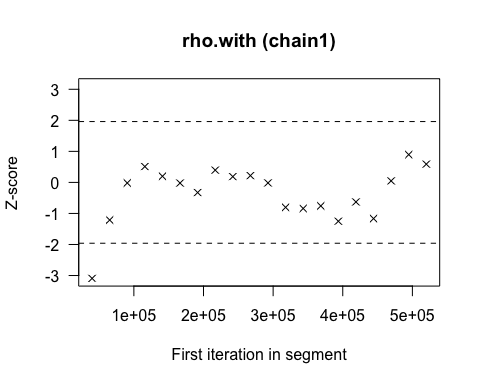 rho.with (chain1)
3
2
1
0
-1
-2
-3
Z-score
1e+05 2e+05 3e+05 4e+05 5e+05
First iteration in segment